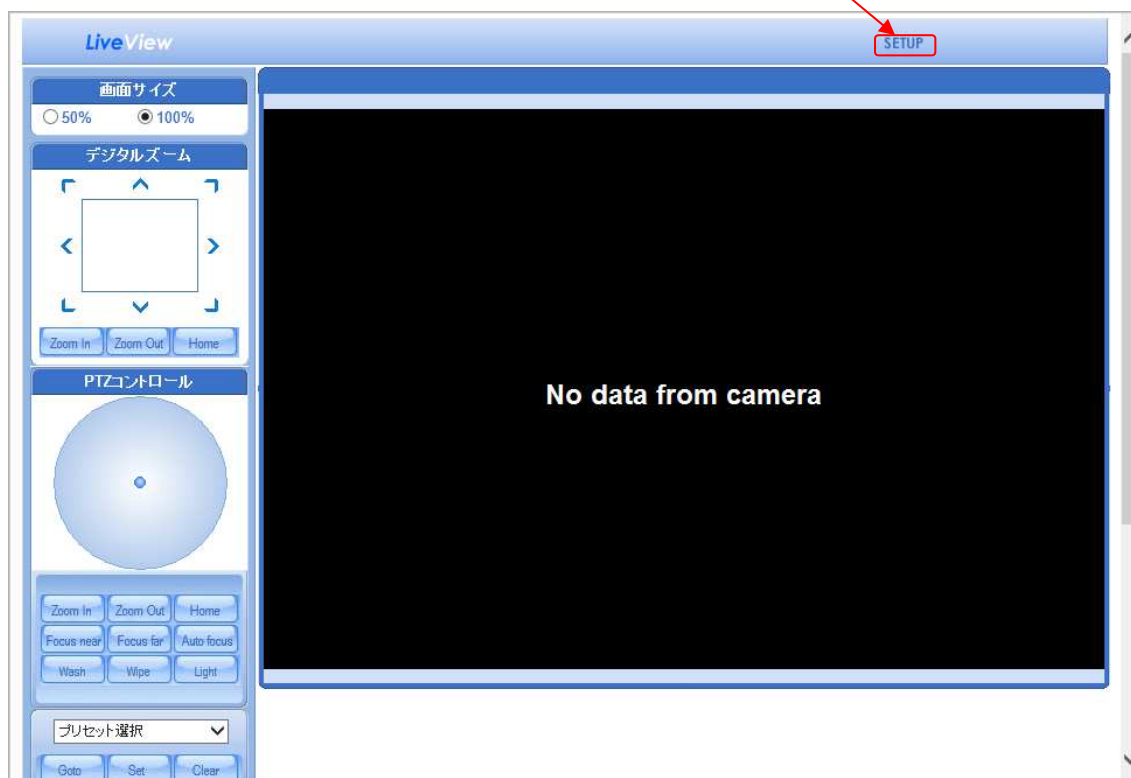 LiveView
SETUP
画面サイズ
50% 100%
デジタルズーム
Zoom In Zoom Out Home
PTZコントロール
No data from camera
Zoom In Zoom Out Home
Focus near Focus far Auto focus
Wash Wipe Light
プリセット選択
Goto Set Clear